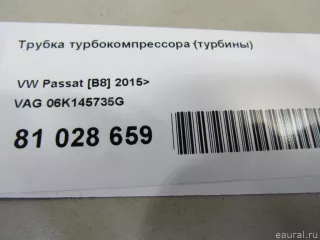 Трубка турбокомпрессора (турбины)
VW Passat [B8] 2015>
VAG 06K145735G
81 028 659
eaural.ru